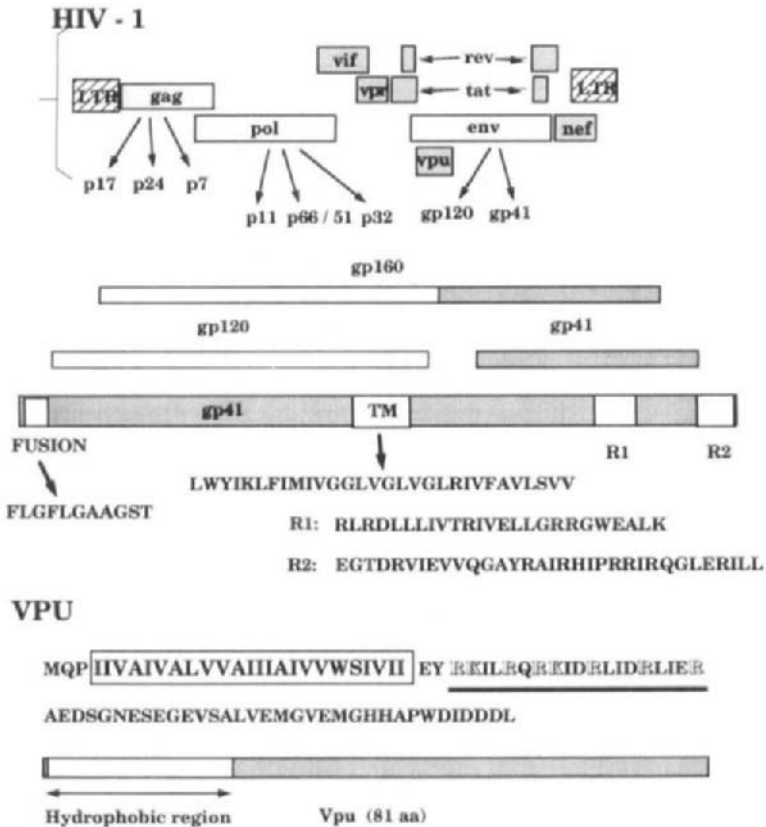 HIV - 1
vif rev
LTR gag vpr tat LTR
pol env nef
vpu
p17 p24 p7
p11 p66 / 51 p32 gp120 gp41
gp160
gp120 gp41
gp41 TM
FUSION R1 R2
LWYIKLFIMIVGGLVGLVGLRIVFAVLSVV
FLGFLGAAGST
R1: RLRDLLLIVTRIVELLGRRGWEALK
R2: EGTDRVIEVVQGAYRAIRHIPRRIRQGLERILL
VPU
MQP IIVAIVALVVAIIIAIVVWSIVII EY RKILRQRKIDRLIDRLIER
AEDSGNESEGEVSALVEMGVEMGHHAPWDIDDDL
Hydrophobic region Vpu (81 aa)